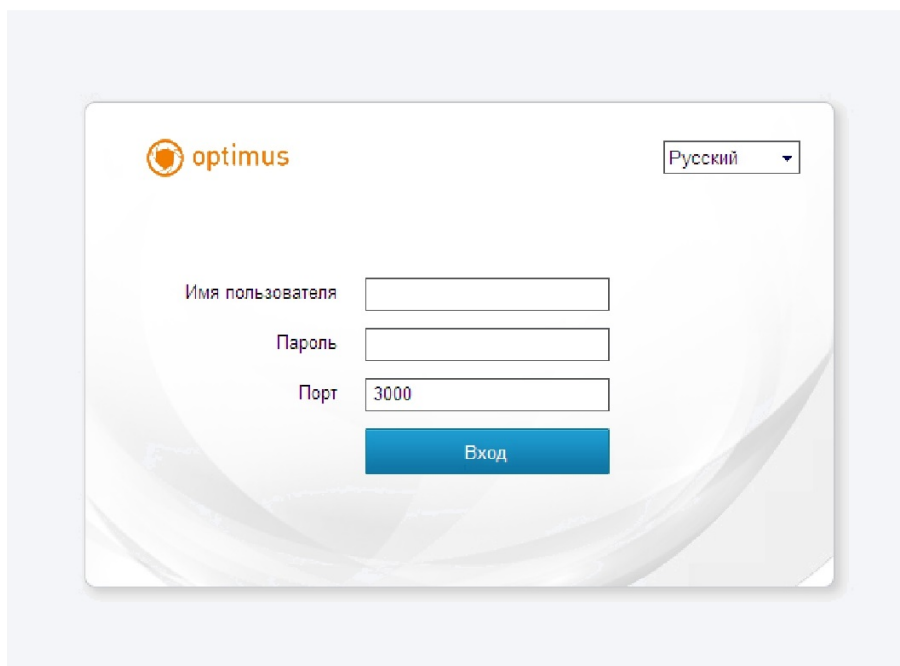 optimus
Русский
Имя пользователя
Пароль
Порт 3000
Вход